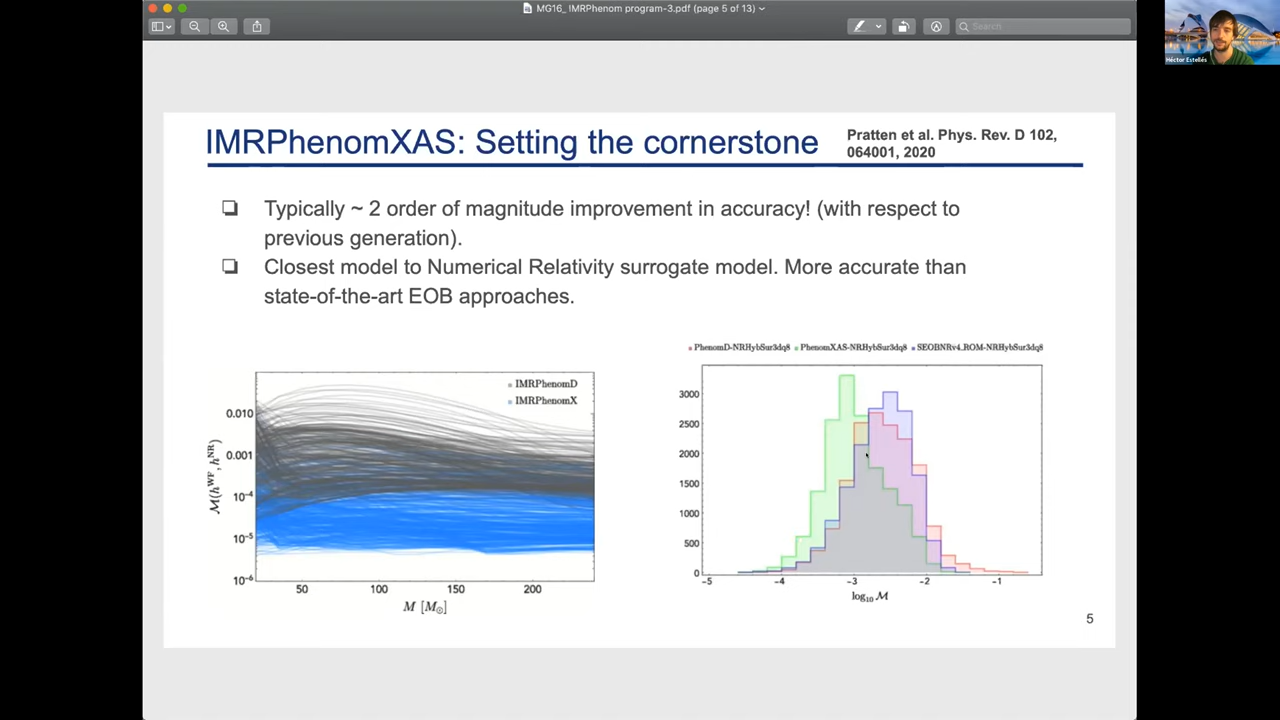 MG16_ IMRPhenom program-3.pdf (page 5 of 13)
Search
Héctor Estellés
IMRPhenomXAS: Setting the cornerstone
Pratten et al. Phys. Rev. D 102,
064001, 2020
Typically ~ 2 order of magnitude improvement in accuracy! (with respect to
previous generation).
Closest model to Numerical Relativity surrogate model. More accurate than
state-of-the-art EOB approaches.
PhenomD-NRHybSur3dq8 PhenomXAS-NRHybSur3dq8 SEOBNRv4_ROM-NRHybSur3dq8
IMRPhenomD
IMRPhenomX
0.010
0.001
10⁻⁴
10⁻⁵
10⁻⁶
M(h^WF, h^NR)
50 100 150 200
M [M⊙]
3000
2500
2000
1500
1000
500
0
-5 -4 -3 -2 -1
log₁₀ M
5